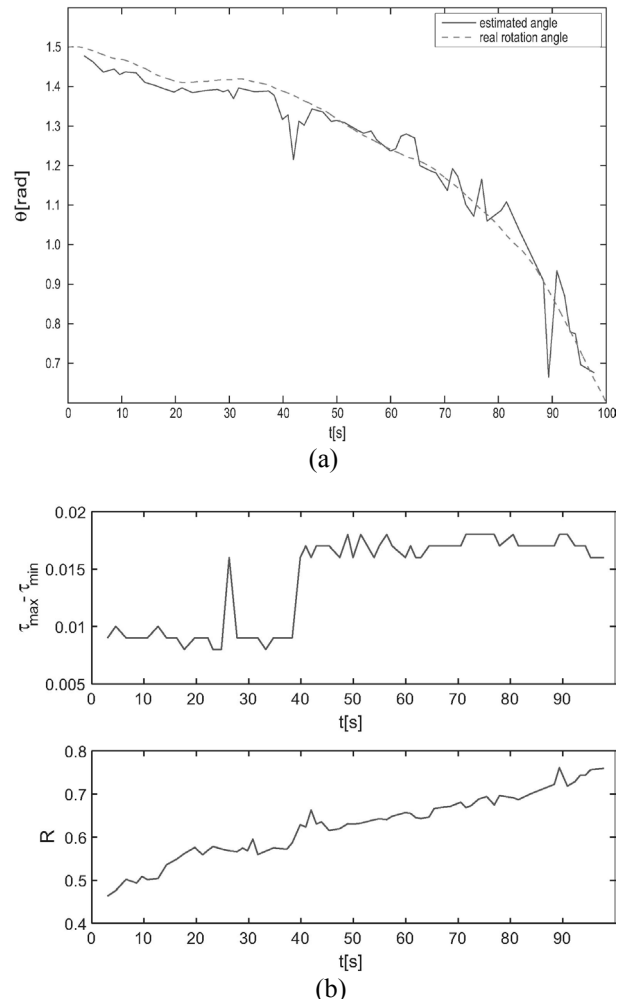 estimated angle
real rotation angle
1.5
1.4
1.3
1.2
1.1
1.0
0.9
0.8
0.7
θ[rad]
0 10 20 30 40 50 60 70 80 90 100
t[s]
(a)
0.02
0.015
0.01
0.005
τmax - τmin
0 10 20 30 40 50 60 70 80 90
t[s]
0.8
0.7
0.6
0.5
0.4
R
0 10 20 30 40 50 60 70 80 90
t[s]
(b)